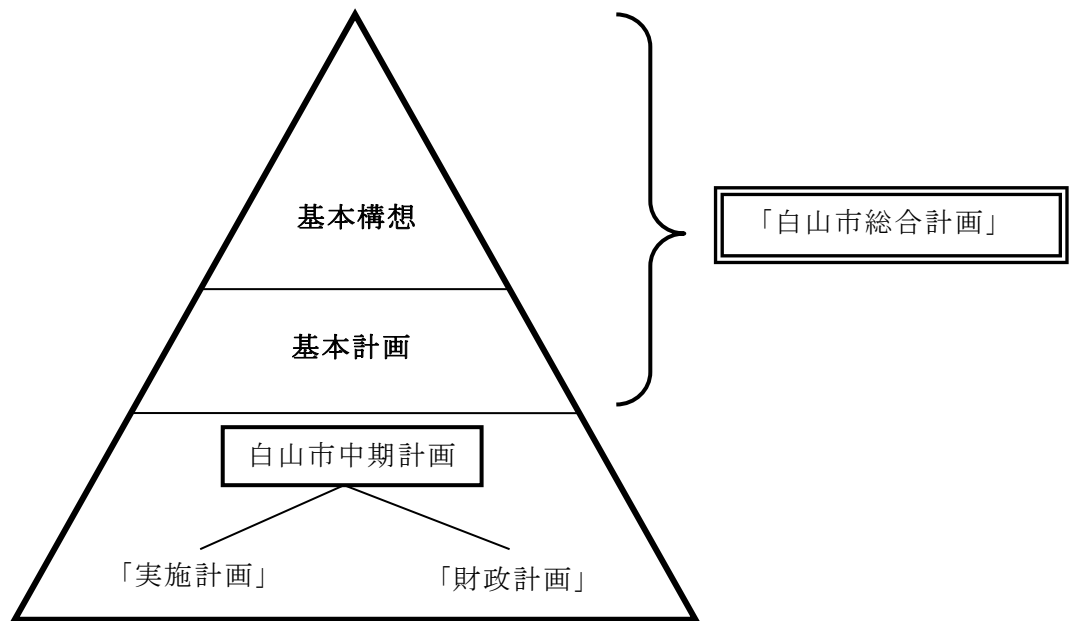 基本構想
「白山市総合計画」
基本計画
白山市中期計画
「実施計画」
「財政計画」